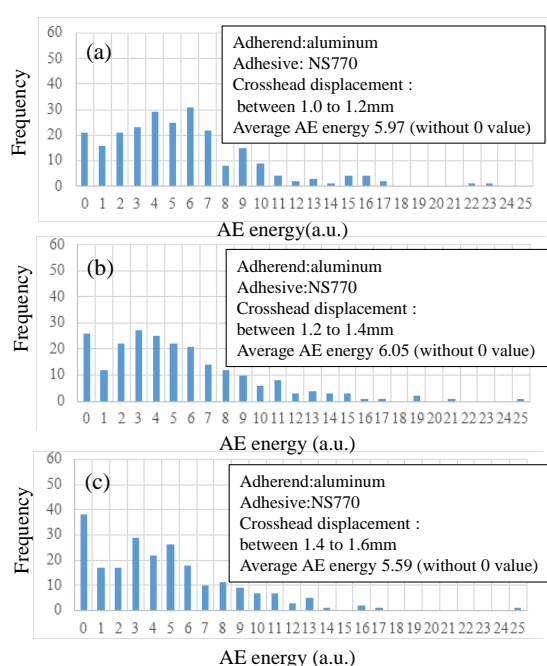 60
50
40
30
20
10
0
Frequency
(a)
Adherend:aluminum
Adhesive: NS770
Crosshead displacement :
between 1.0 to 1.2mm
Average AE energy 5.97 (without 0 value)
0 1 2 3 4 5 6 7 8 9 10 11 12 13 14 15 16 17 18 19 20 21 22 23 24 25
AE energy(a.u.)
60
50
40
30
20
10
0
Frequency
(b)
Adherend:aluminum
Adhesive:NS770
Crosshead displacement :
between 1.2 to 1.4mm
Average AE energy 6.05 (without 0 value)
0 1 2 3 4 5 6 7 8 9 10 11 12 13 14 15 16 17 18 19 20 21 22 23 24 25
AE energy (a.u.)
60
50
40
30
20
10
0
Frequency
(c)
Adherend:aluminum
Adhesive:NS770
Crosshead displacement :
between 1.4 to 1.6mm
Average AE energy 5.59 (without 0 value)
0 1 2 3 4 5 6 7 8 9 10 11 12 13 14 15 16 17 18 19 20 21 22 23 24 25
AE energy (a.u.)